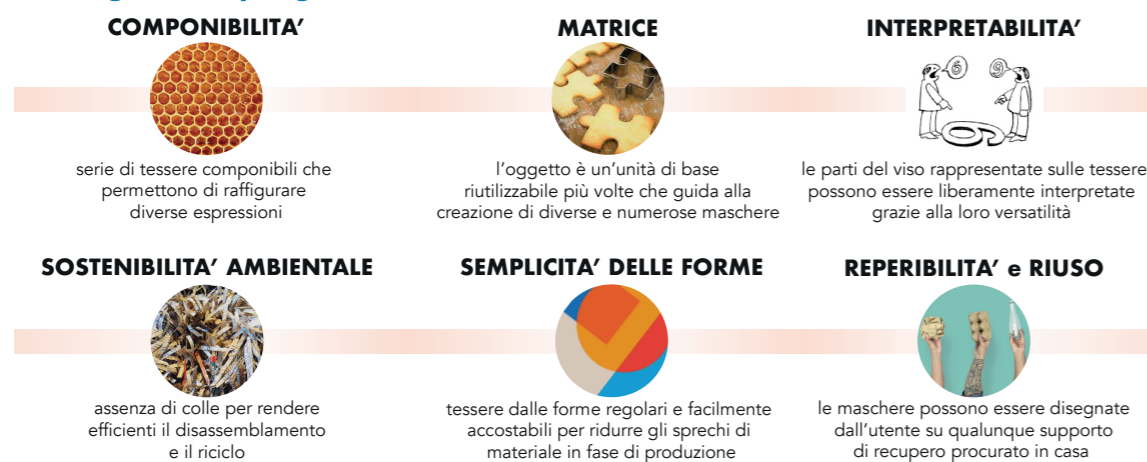 COMPONIBILITA’
MATRICE
INTERPRETABILITA’
6
9
6
serie di tessere componibili che
permettono di raffigurare
diverse espressioni
l’oggetto è un’unità di base
riutilizzabile più volte che guida alla
creazione di diverse e numerose maschere
le parti del viso rappresentate sulle tessere
possono essere liberamente interpretate
grazie alla loro versatilità
SOSTENIBILITA’ AMBIENTALE
SEMPLICITA’ DELLE FORME
REPERIBILITA’ e RIUSO
assenza di colle per rendere
efficienti il disassemblamento
e il riciclo
tessere dalle forme regolari e facilmente
accostabili per ridurre gli sprechi di
materiale in fase di produzione
le maschere possono essere disegnate
dall’utente su qualunque supporto
di recupero procurato in casa